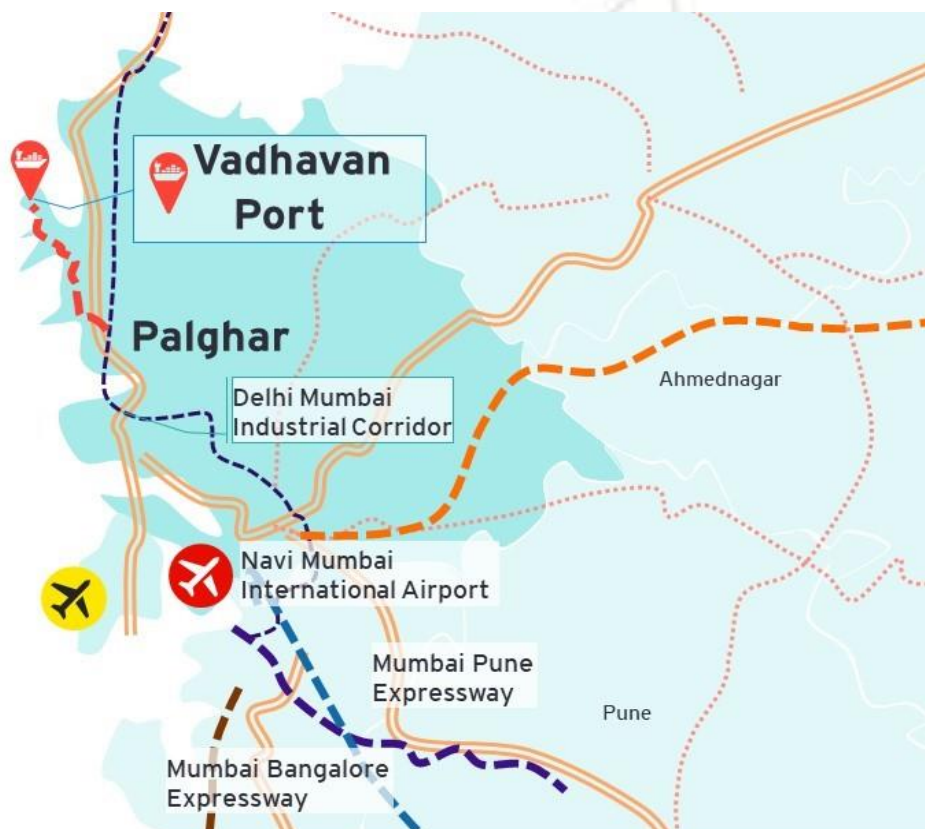 Vadhavan
Port
Palghar
Delhi Mumbai
Industrial Corridor
Ahmednagar
Navi Mumbai
International Airport
Mumbai Pune
Expressway
Pune
Mumbai Bangalore
Expressway